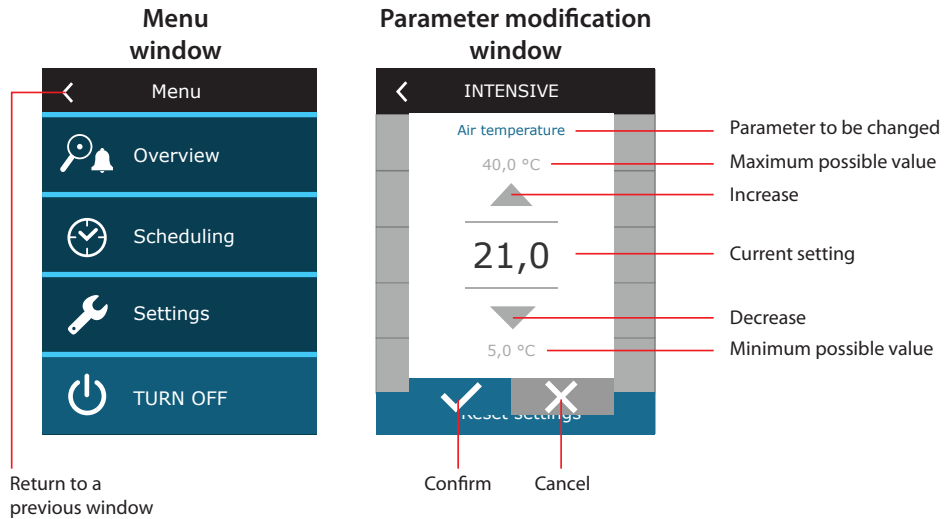 Menu
window
Menu
Overview
Scheduling
Settings
TURN OFF
Return to a
previous window
Parameter modification
window
INTENSIVE
Air temperature
40,0 °C
21,0
5,0 °C
Reset settings
Confirm
Cancel
Parameter to be changed
Maximum possible value
Increase
Current setting
Decrease
Minimum possible value